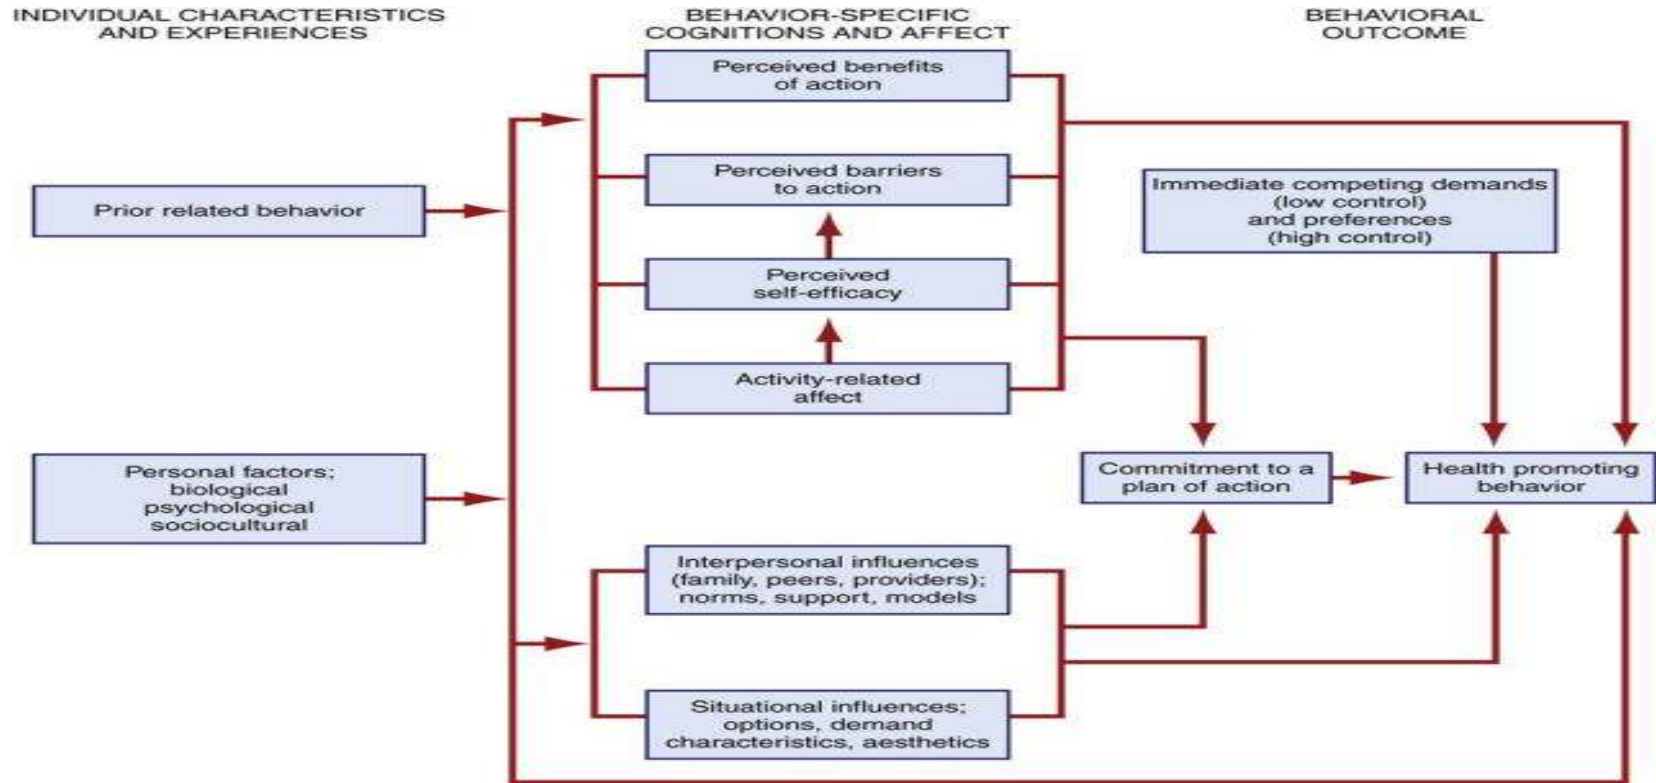 INDIVIDUAL CHARACTERISTICS
AND EXPERIENCES
BEHAVIOR-SPECIFIC
COGNITIONS AND AFFECT
BEHAVIORAL
OUTCOME
Perceived benefits
of action
Perceived barriers
to action
Prior related behavior
Immediate competing demands
(low control)
and preferences
(high control)
Perceived
self-efficacy
Activity-related
affect
Personal factors;
biological
psychological
sociocultural
Commitment to a
plan of action
Health promoting
behavior
Interpersonal influences
(family, peers, providers);
norms, support, models
Situational influences;
options, demand
characteristics, aesthetics